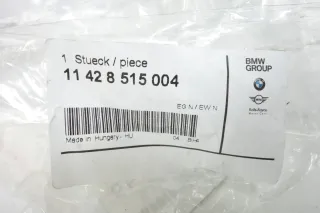 1 Stueck / piece
11 42 8 515 004
EG N / EW N
Made in Hungary - HU
BMW
GROUP